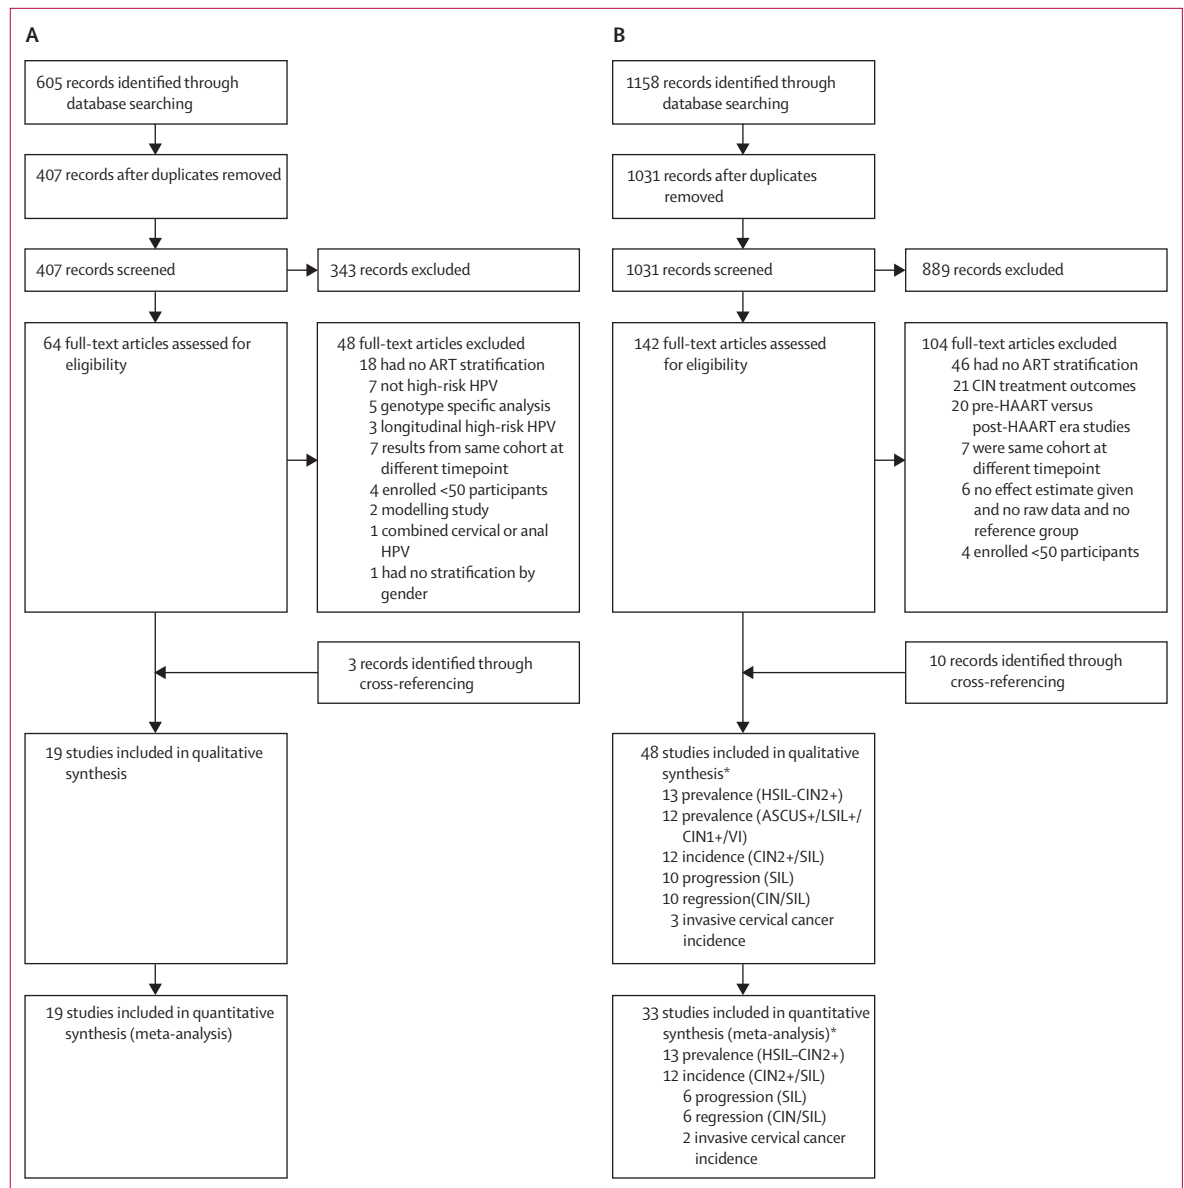 A
605 records identified through
database searching
407 records after duplicates removed
407 records screened
343 records excluded
64 full-text articles assessed for
eligibility
48 full-text articles excluded
18 had no ART stratification
7 not high-risk HPV
5 genotype specific analysis
3 longitudinal high-risk HPV
7 results from same cohort at
different timepoint
4 enrolled <50 participants
2 modelling study
1 combined cervical or anal
HPV
1 had no stratification by
gender
3 records identified through
cross-referencing
19 studies included in qualitative
synthesis
19 studies included in quantitative
synthesis (meta-analysis)
B
1158 records identified through
database searching
1031 records after duplicates
removed
1031 records screened
889 records excluded
142 full-text articles assessed
for eligibility
104 full-text articles excluded
46 had no ART stratification
21 CIN treatment outcomes
20 pre-HAART versus
post-HAART era studies
7 were same cohort at
different timepoint
6 no effect estimate given
and no raw data and no
reference group
4 enrolled <50 participants
10 records identified through
cross-referencing
48 studies included in qualitative
synthesis*
13 prevalence (HSIL-CIN2+)
12 prevalence (ASCUS+/LSIL+/
CIN1+/VI)
12 incidence (CIN2+/SIL)
10 progression (SIL)
10 regression(CIN/SIL)
3 invasive cervical cancer
incidence
33 studies included in quantitative
synthesis (meta-analysis)*
13 prevalence (HSIL–CIN2+)
12 incidence (CIN2+/SIL)
6 progression (SIL)
6 regression (CIN/SIL)
2 invasive cervical cancer
incidence